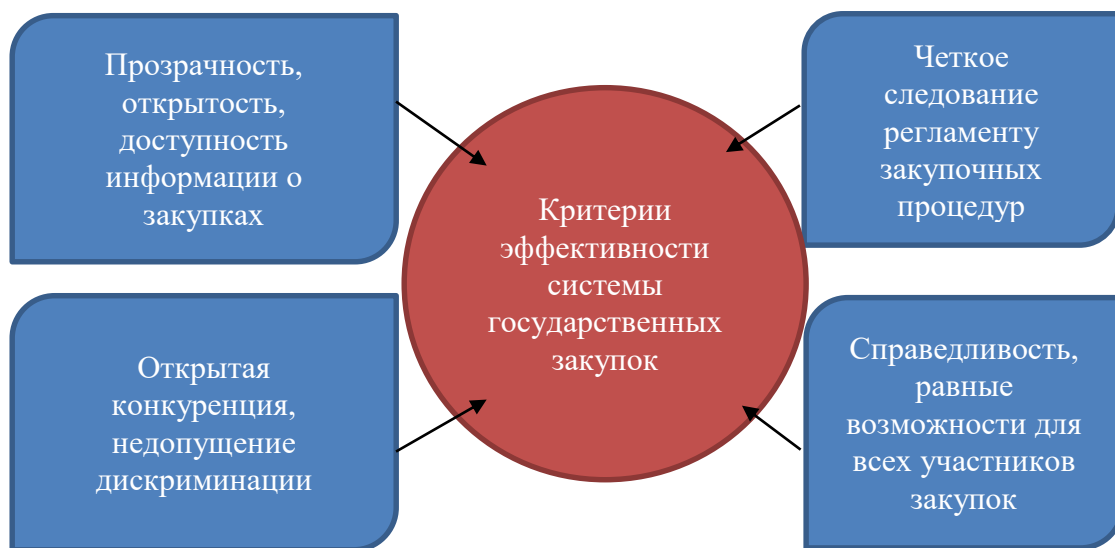 Прозрачность,
открытость,
доступность
информации о
закупках
Четкое
следование
регламенту
закупочных
процедур
Критерии
эффективности
системы
государственных
закупок
Открытая
конкуренция,
недопущение
дискриминации
Справедливость,
равные
возможности для
всех участников
закупок